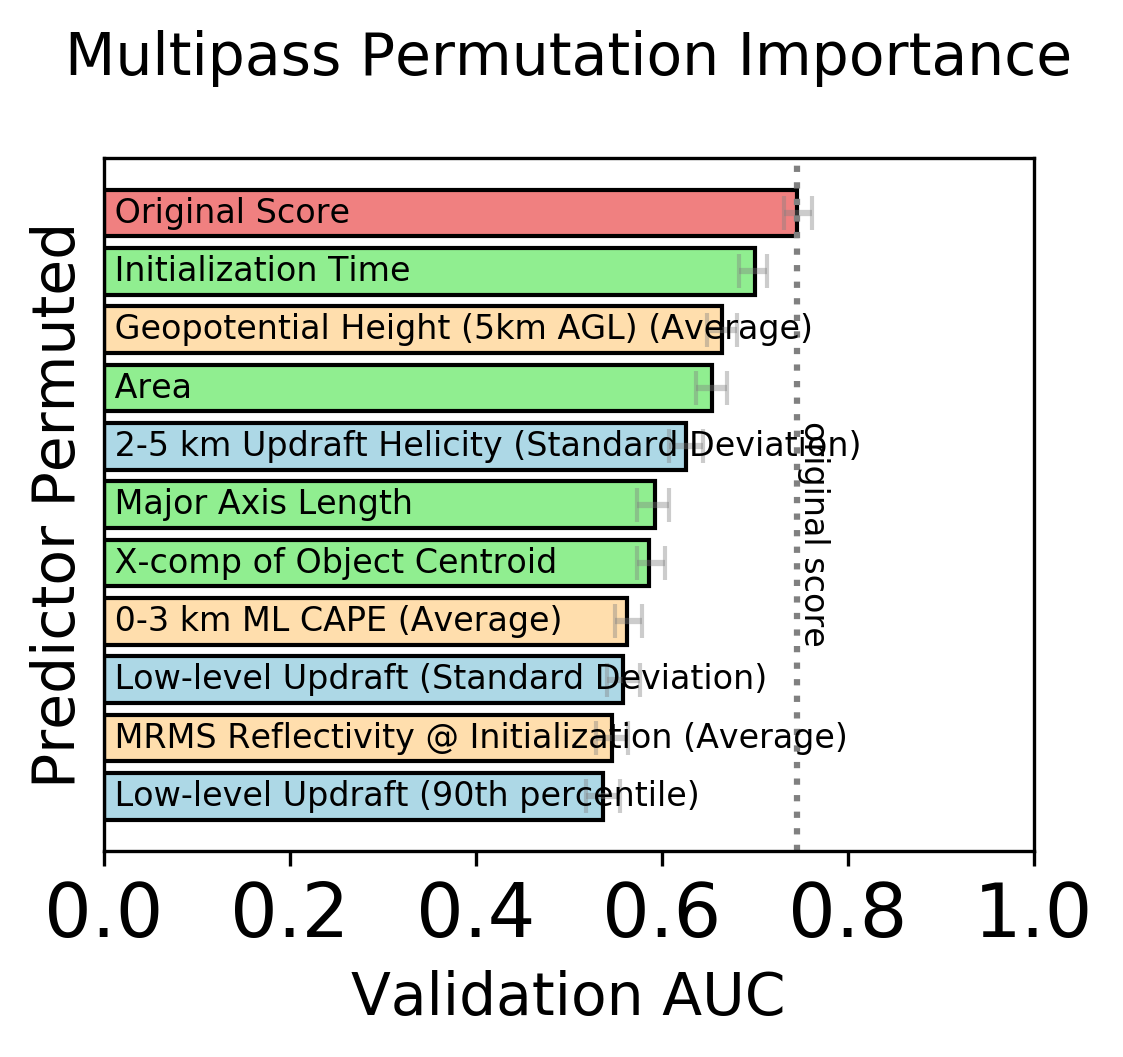 Multipass Permutation Importance
Predictor Permuted
Original Score
Initialization Time
Geopotential Height (5km AGL) (Average)
Area
2-5 km Updraft Helicity (Standard Deviation)
Major Axis Length
X-comp of Object Centroid
0-3 km ML CAPE (Average)
Low-level Updraft (Standard Deviation)
MRMS Reflectivity @ Initialization (Average)
Low-level Updraft (90th percentile)
original score
0.0 0.2 0.4 0.6 0.8 1.0
Validation AUC